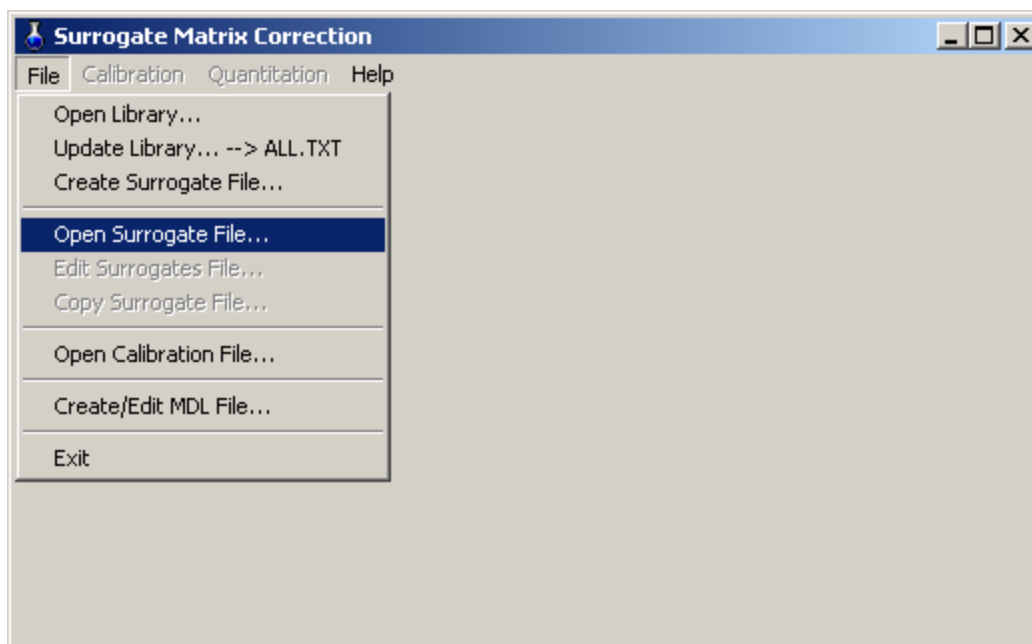 Surrogate Matrix Correction
File Calibration Quantitation Help
Open Library...
Update Library... --> ALL.TXT
Create Surrogate File...
Open Surrogate File...
Edit Surrogates File...
Copy Surrogate File...
Open Calibration File...
Create/Edit MDL File...
Exit